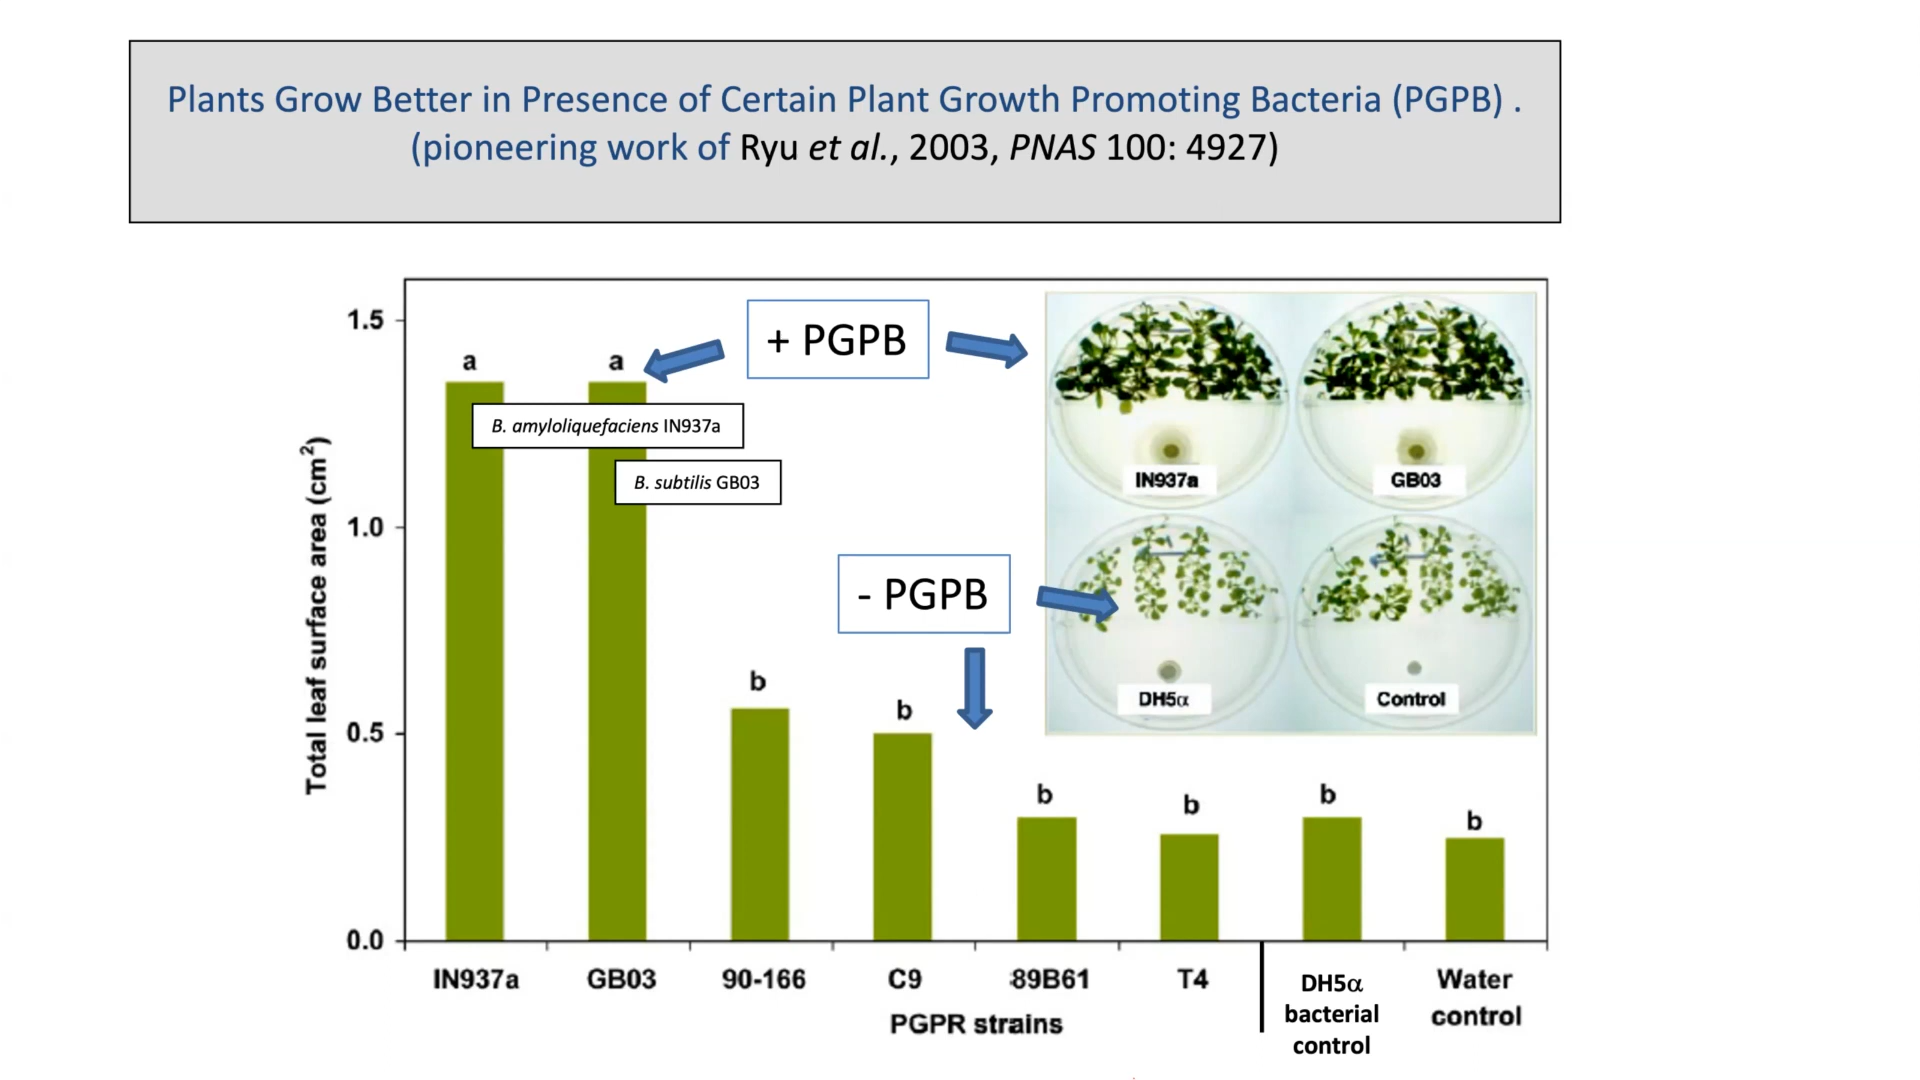 Plants Grow Better in Presence of Certain Plant Growth Promoting Bacteria (PGPB) .
(pioneering work of Ryu et al., 2003, PNAS 100: 4927)
Total leaf surface area (cm²)
1.5
1.0
0.5
0.0
a
a
b
b
b
b
b
b
+ PGPB
- PGPB
B. amyloliquefaciens IN937a
B. subtilis GB03
IN937a
GB03
DH5α
Control
IN937a
GB03
90-166
C9
89B61
T4
DH5α
bacterial
control
Water
control
PGPR strains